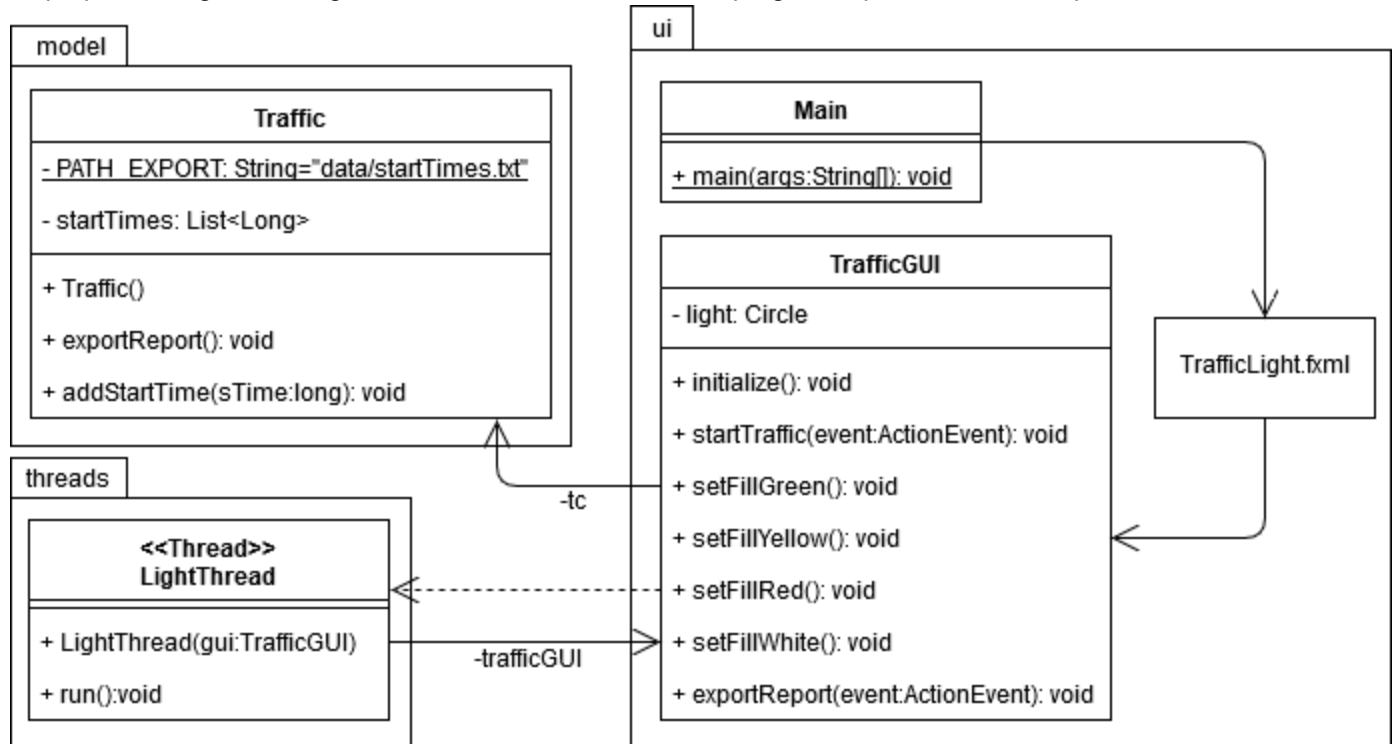 model
Traffic
- PATH_EXPORT: String="data/startTimes.txt"
- startTimes: List<Long>
+ Traffic()
+ exportReport(): void
+ addStartTime(sTime:long): void
threads
<<Thread>>
LightThread
+ LightThread(gui:TrafficGUI)
+ run():void
-tc
-trafficGUI
ui
Main
+ main(args:String[]): void
TrafficGUI
- light: Circle
+ initialize(): void
+ startTraffic(event:ActionEvent): void
+ setFillGreen(): void
+ setFillYellow(): void
+ setFillRed(): void
+ setFillWhite(): void
+ exportReport(event:ActionEvent): void
TrafficLight.fxml